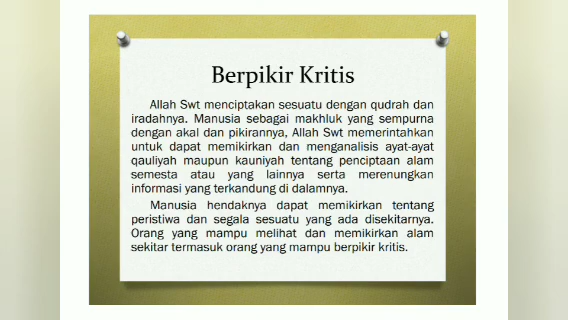 Berpikir Kritis
Allah Swt menciptakan sesuatu dengan qudrah dan
iradahnya. Manusia sebagai makhluk yang sempurna
dengan akal dan pikirannya, Allah Swt memerintahkan
untuk dapat memikirkan dan menganalisis ayat-ayat
qauliyah maupun kauniyah tentang penciptaan alam
semesta atau yang lainnya serta merenungkan
informasi yang terkandung di dalamnya.
Manusia hendaknya dapat memikirkan tentang
peristiwa dan segala sesuatu yang ada disekitarnya.
Orang yang mampu melihat dan memikirkan alam
sekitar termasuk orang yang mampu berpikir kritis.